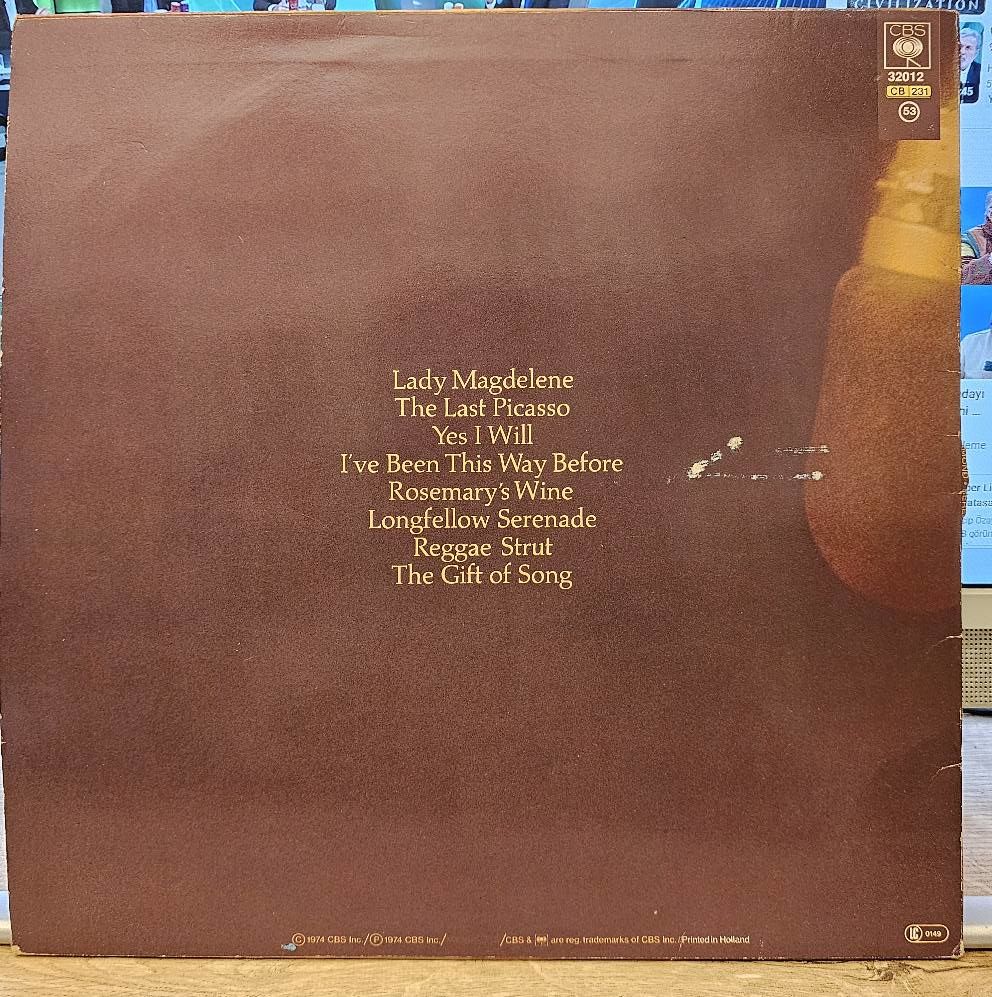 CIVILIZATION
CBS
32012
CB 231
53
Lady Magdelene
The Last Picasso
Yes I Will
I've Been This Way Before
Rosemary's Wine
Longfellow Serenade
Reggae Strut
The Gift of Song
© 1974 CBS Inc./℗ 1974 CBS Inc./ /CBS & are reg. trademarks of CBS Inc./Printed in Holland
LC 0149